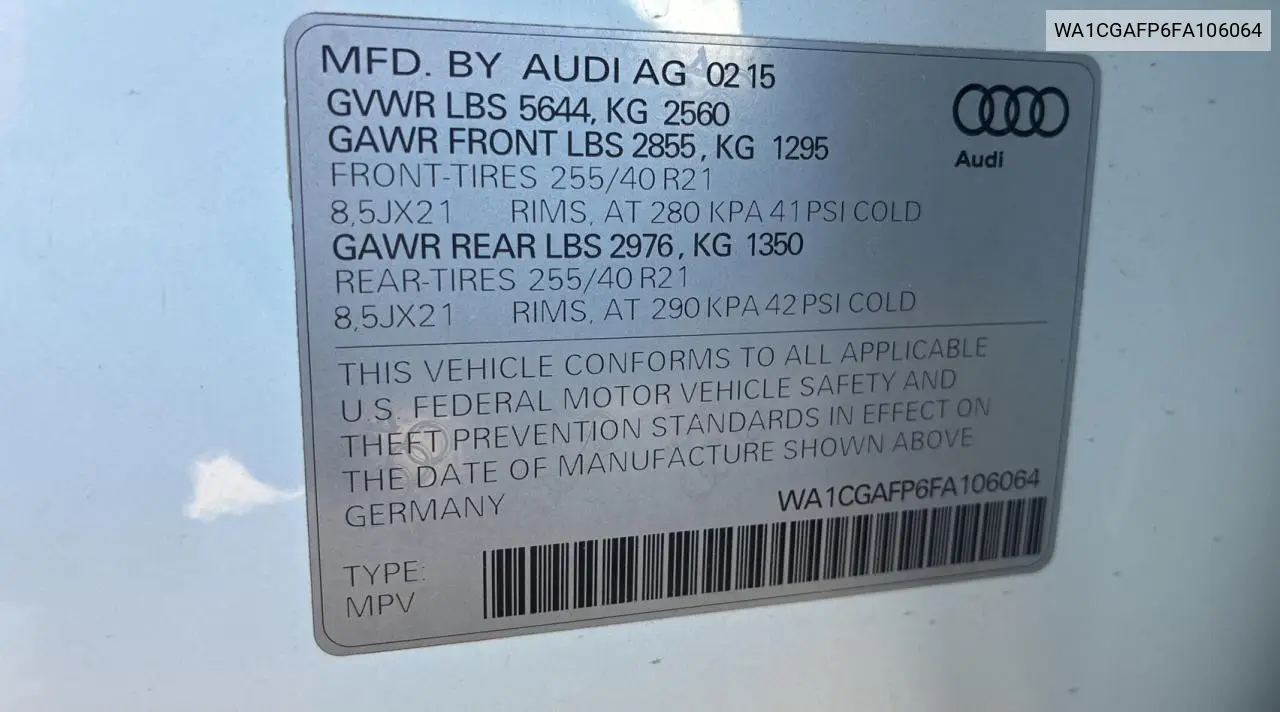 WA1CGAFP6FA106064
MFD. BY AUDI AG 02 15
GVWR LBS 5644, KG 2560
GAWR FRONT LBS 2855, KG 1295
FRONT-TIRES 255/40 R21
8,5JX21 RIMS, AT 280 KPA 41 PSI COLD
GAWR REAR LBS 2976, KG 1350
REAR-TIRES 255/40 R21
8,5JX21 RIMS, AT 290 KPA 42 PSI COLD
Audi
THIS VEHICLE CONFORMS TO ALL APPLICABLE
U.S. FEDERAL MOTOR VEHICLE SAFETY AND
THEFT PREVENTION STANDARDS IN EFFECT ON
THE DATE OF MANUFACTURE SHOWN ABOVE
GERMANY WA1CGAFP6FA106064
TYPE:
MPV